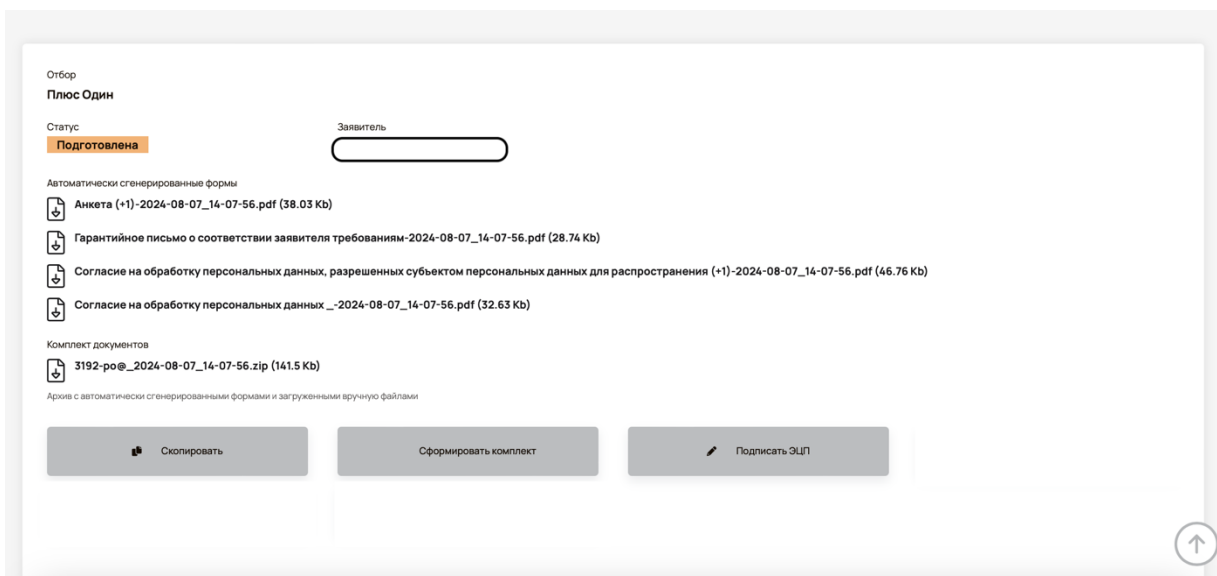 Отбор
Плюс Один
Статус
Заявитель
Подготовлена
Автоматически сгенерированные формы
Анкета (+1)-2024-08-07_14-07-56.pdf (38.03 Kb)
Гарантийное письмо о соответствии заявителя требованиям-2024-08-07_14-07-56.pdf (28.74 Kb)
Согласие на обработку персональных данных, разрешенных субъектом персональных данных для распространения (+1)-2024-08-07_14-07-56.pdf (46.76 Kb)
Согласие на обработку персональных данных _-2024-08-07_14-07-56.pdf (32.63 Kb)
Комплект документов
3192-po@_2024-08-07_14-07-56.zip (141.5 Kb)
Архив с автоматически сгенерированными формами и загруженными вручную файлами
Скопировать
Сформировать комплект
Подписать ЭЦП